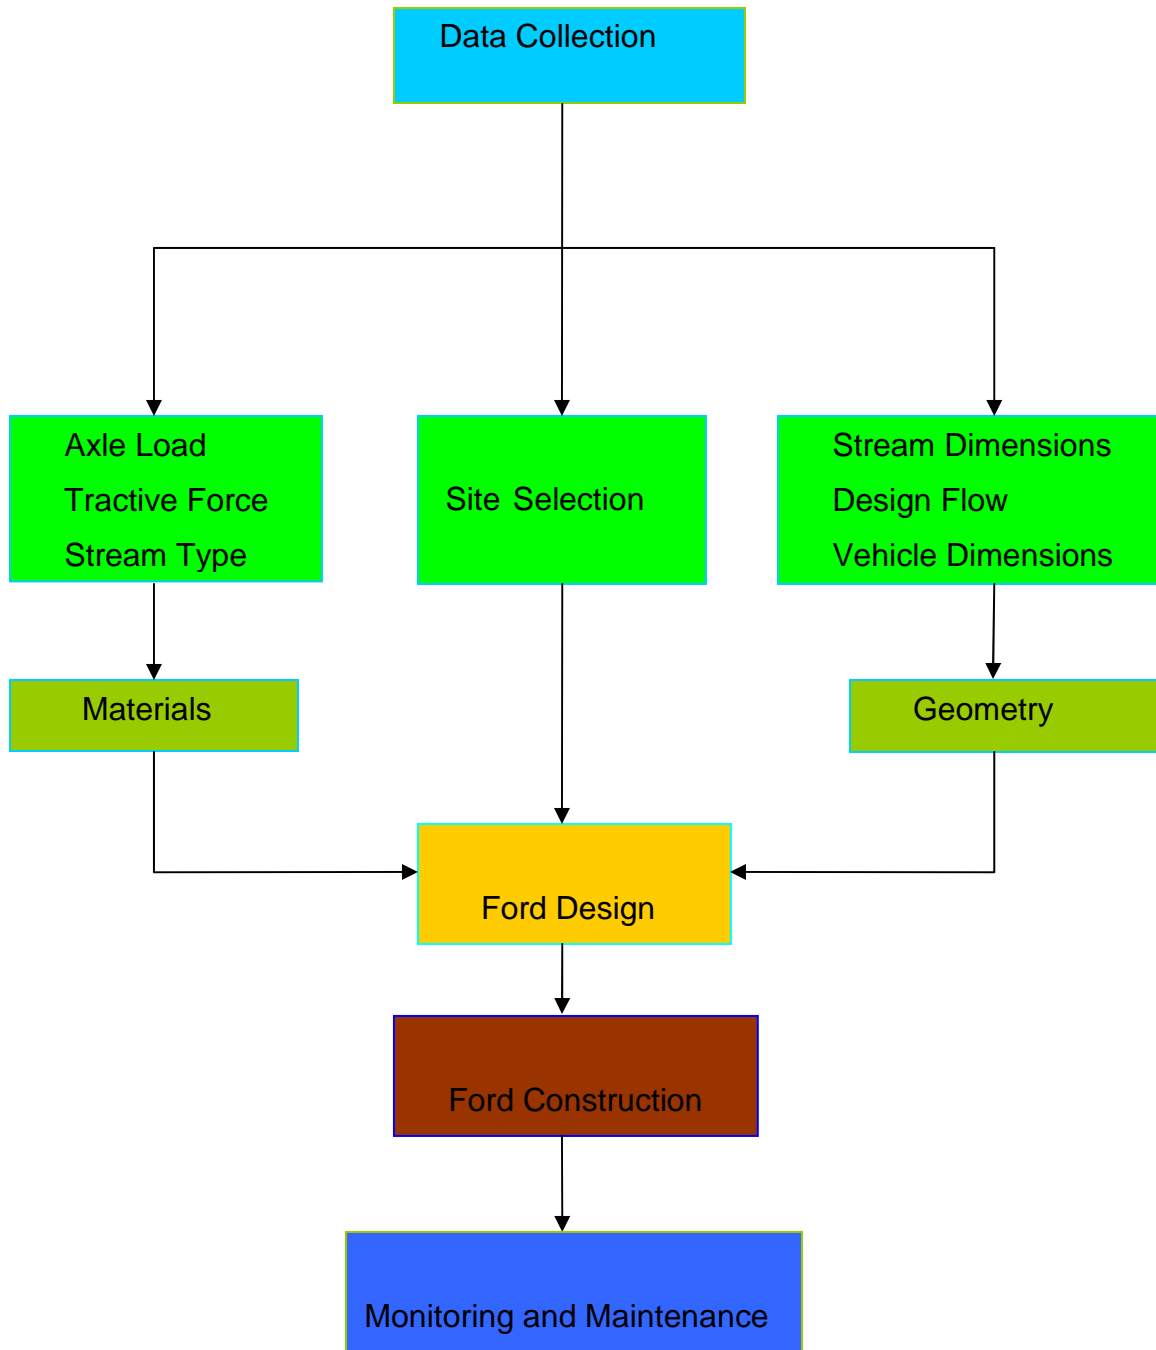 Data Collection
Axle Load
Tractive Force
Stream Type
Site Selection
Stream Dimensions
Design Flow
Vehicle Dimensions
Materials
Geometry
Ford Design
Ford Construction
Monitoring and Maintenance